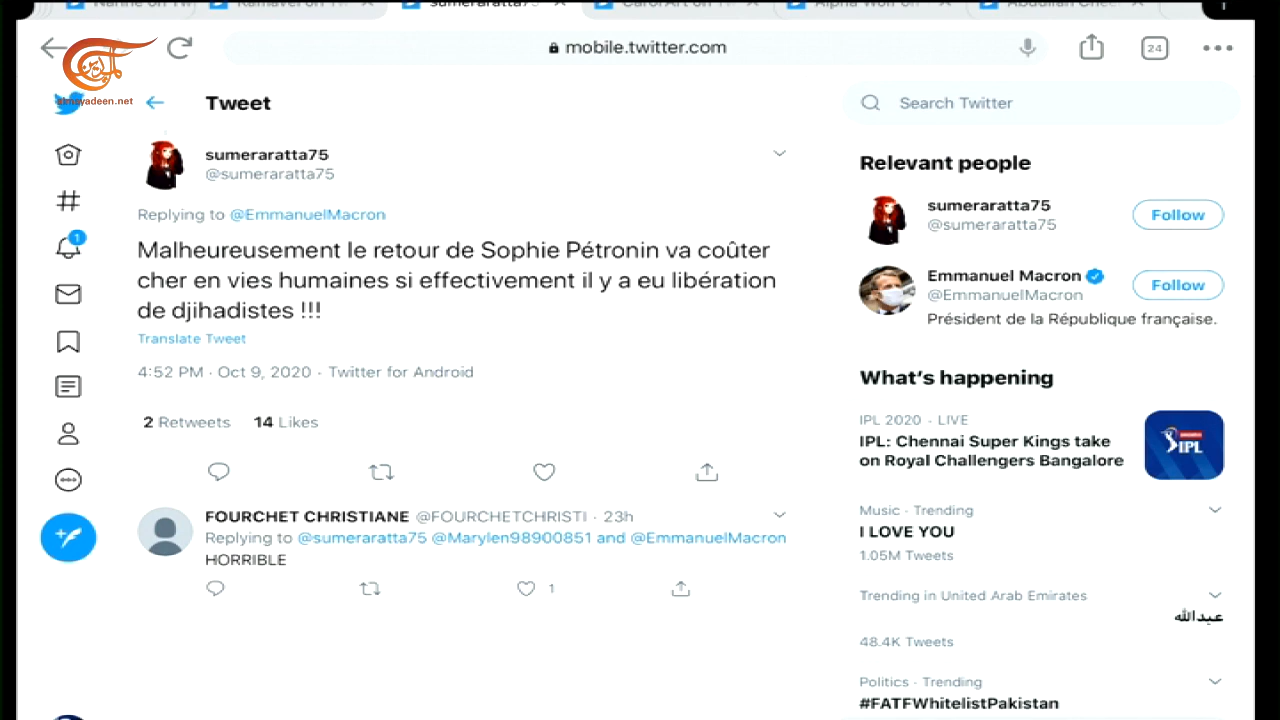 sumeraratta75
mobile.twitter.com
24
almayadeen.net
Tweet
Search Twitter
sumeraratta75
@sumeraratta75
Replying to @EmmanuelMacron
Malheureusement le retour de Sophie Pétronin va coûter
cher en vies humaines si effectivement il y a eu libération
de djihadistes !!!
Translate Tweet
4:52 PM · Oct 9, 2020 · Twitter for Android
2 Retweets 14 Likes
1
FOURCHET CHRISTIANE @FOURCHETCHRISTI · 23h
Replying to @sumeraratta75 @Marylen98900851 and @EmmanuelMacron
HORRIBLE
1
Relevant people
sumeraratta75
@sumeraratta75
Follow
Emmanuel Macron
@EmmanuelMacron
Follow
Président de la République française.
What's happening
IPL 2020 · LIVE
IPL: Chennai Super Kings take
on Royal Challengers Bangalore
IPL
Music · Trending
I LOVE YOU
1.05M Tweets
Trending in United Arab Emirates
عبدالله
48.4K Tweets
Politics · Trending
#FATFWhitelistPakistan